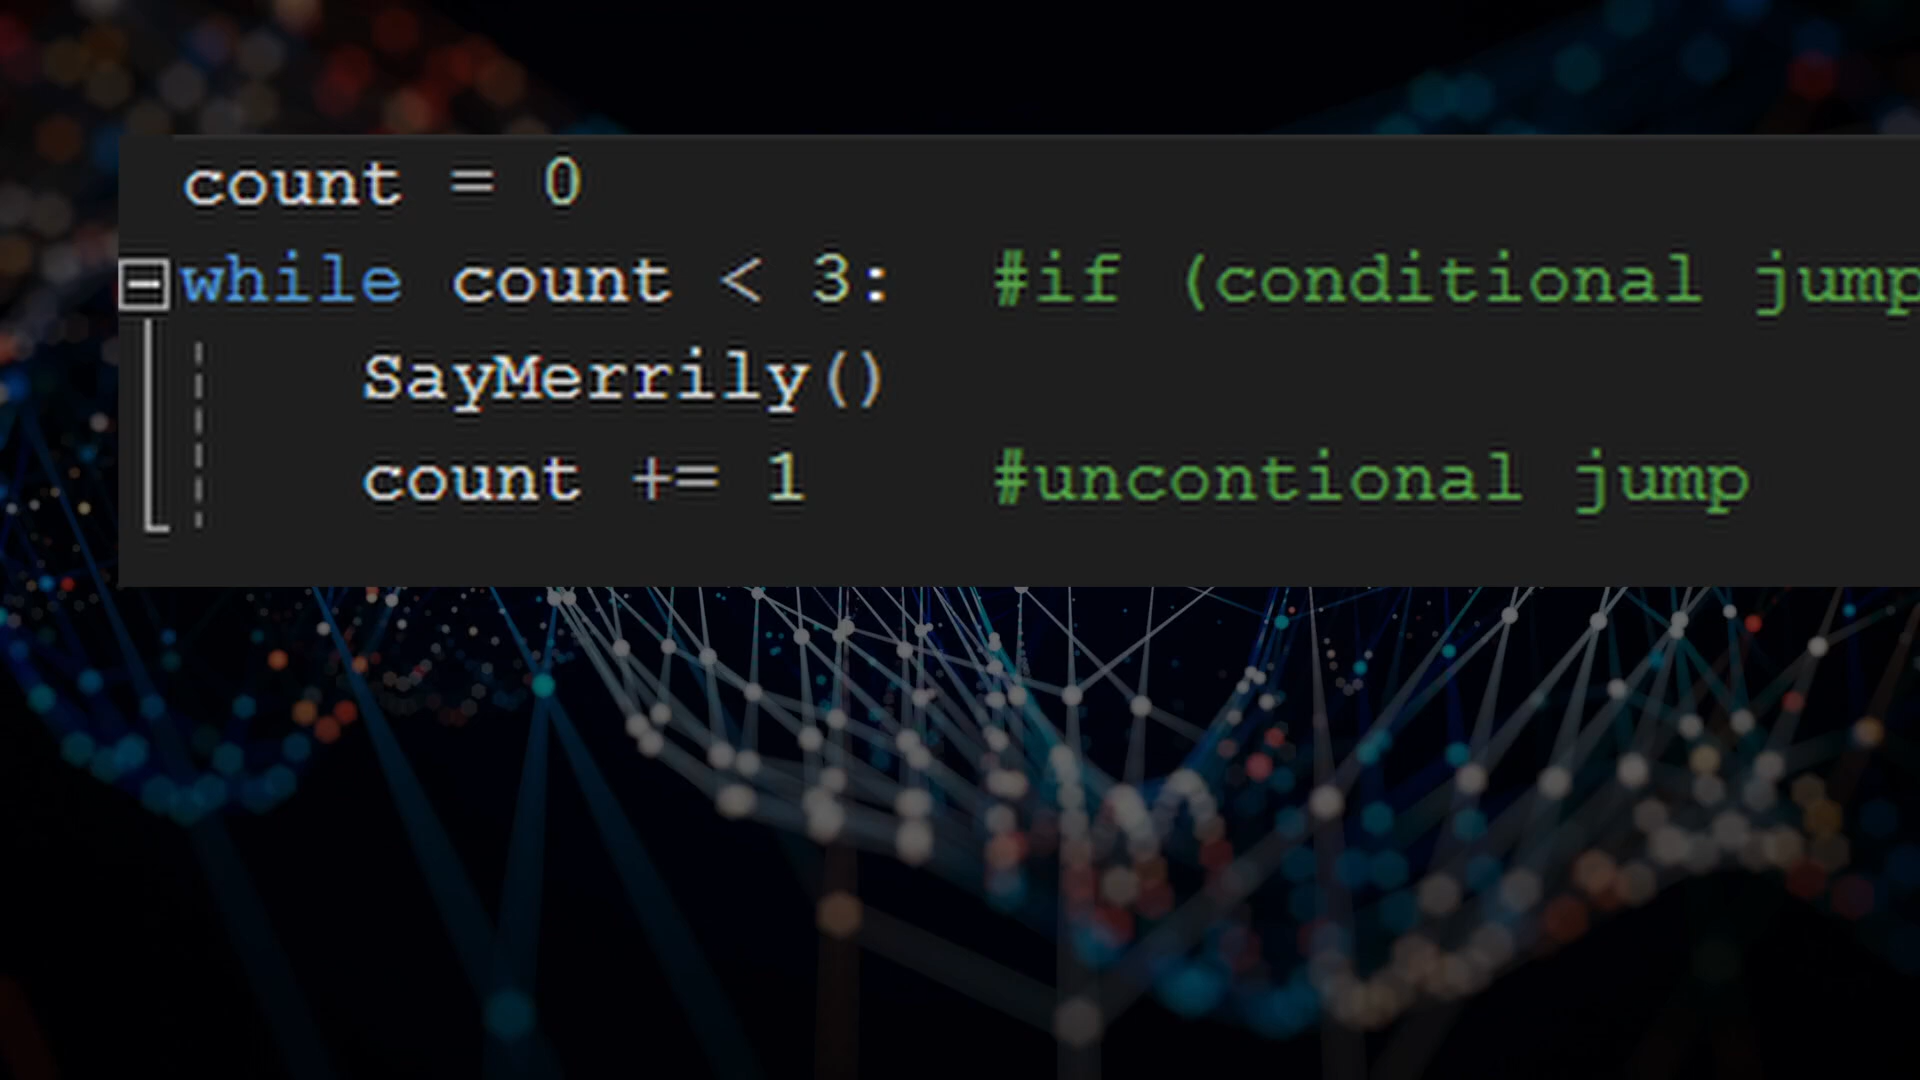 count = 0
while count < 3: #if (conditional jump
SayMerrily()
count += 1 #uncontional jump